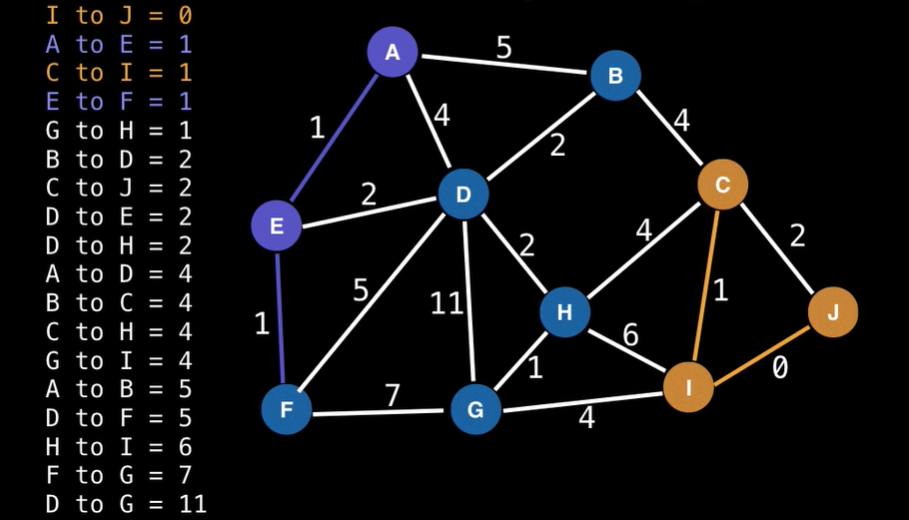 I to J = 0
A to E = 1
C to I = 1
E to F = 1
G to H = 1
B to D = 2
C to J = 2
D to E = 2
D to H = 2
A to D = 4
B to C = 4
C to H = 4
G to I = 4
A to B = 5
D to F = 5
H to I = 6
F to G = 7
D to G = 11
A
5
B
1
4
2
4
E
2
D
C
5
11
2
4
1
2
1
H
6
J
F
7
G
1
4
I
0